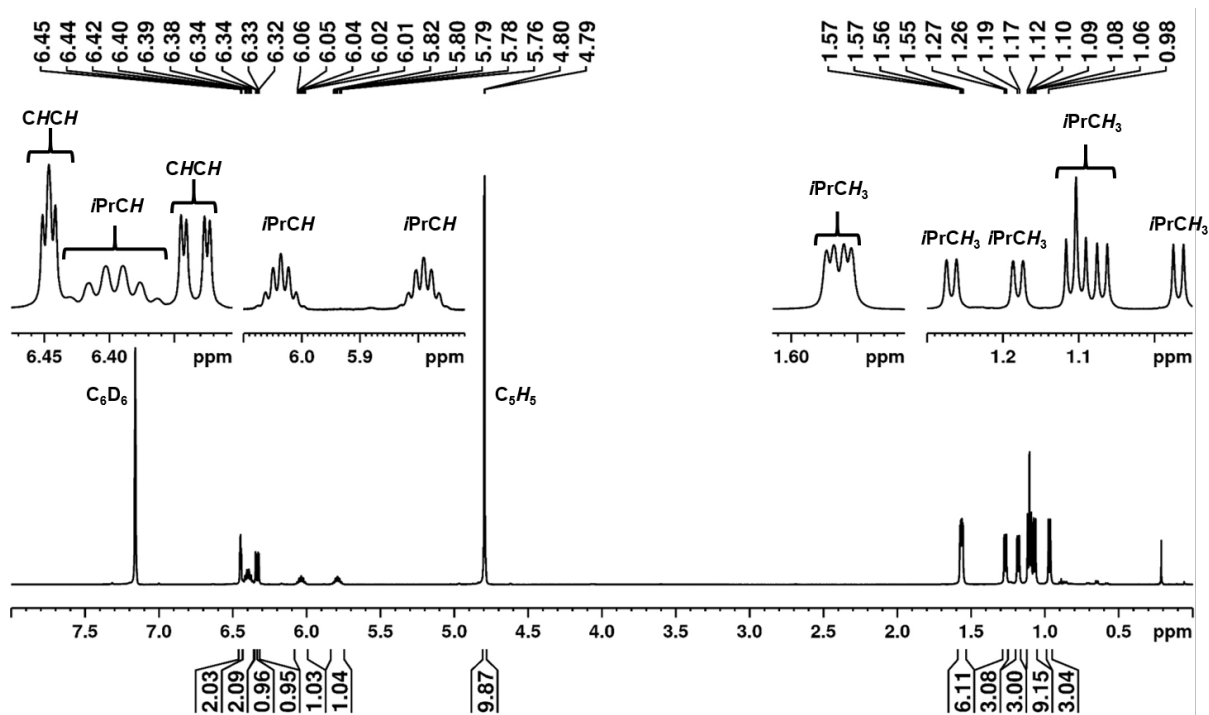 6.45 6.44 6.42 6.40 6.39 6.38 6.34 6.34 6.33 6.32 6.06 6.05 6.04 6.02 6.01 5.82 5.80 5.79 5.78 5.76 4.80 4.79 1.57 1.57 1.56 1.55 1.27 1.26 1.19 1.17 1.12 1.10 1.09 1.08 1.06 0.98
CHCH iPrCH CHCH iPrCH iPrCH iPrCH3 iPrCH3 iPrCH3 iPrCH3 iPrCH3
6.45 6.40 ppm 6.0 5.9 ppm 1.60 ppm 1.2 1.1 ppm
C6D6 C5H5
7.5 7.0 6.5 6.0 5.5 5.0 4.5 4.0 3.5 3.0 2.5 2.0 1.5 1.0 0.5 ppm
2.03 2.09 0.96 0.95 1.03 1.04 9.87 6.11 3.08 3.00 9.15 3.04